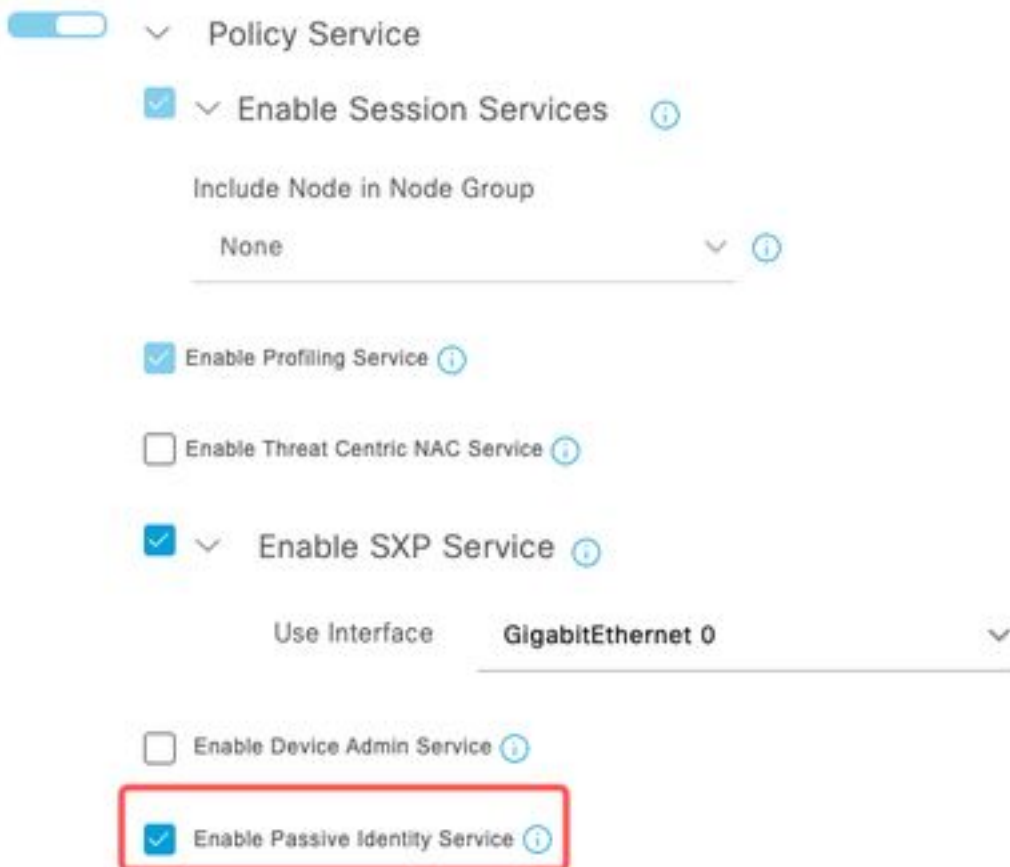 Policy Service
Enable Session Services
Include Node in Node Group
None
Enable Profiling Service
Enable Threat Centric NAC Service
Enable SXP Service
Use Interface GigabitEthernet 0
Enable Device Admin Service
Enable Passive Identity Service